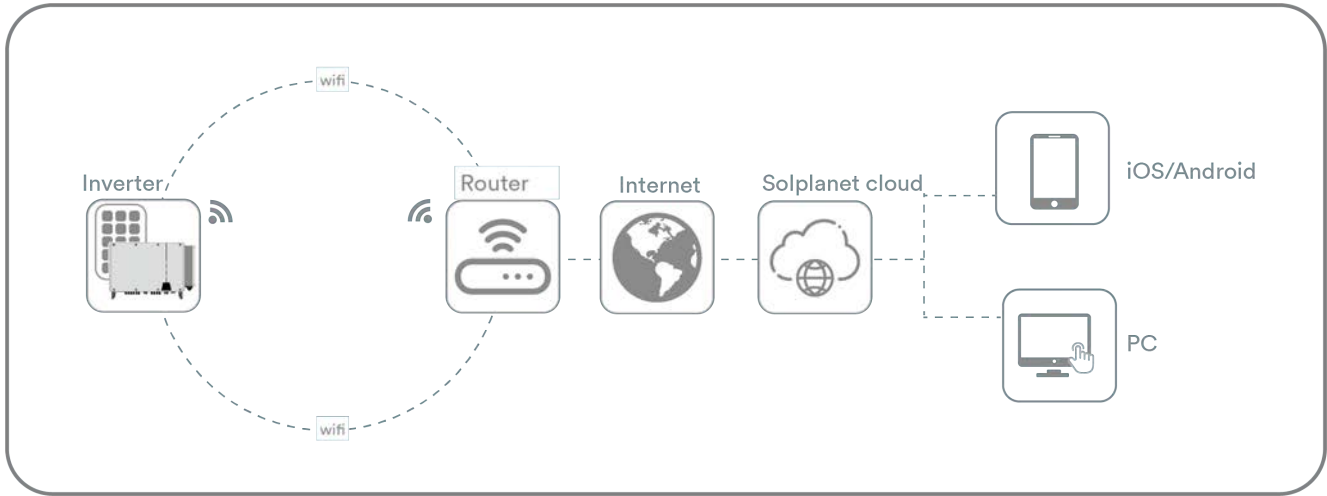 wifi
Inverter
Router
Internet
Solplanet cloud
iOS/Android
PC
wifi